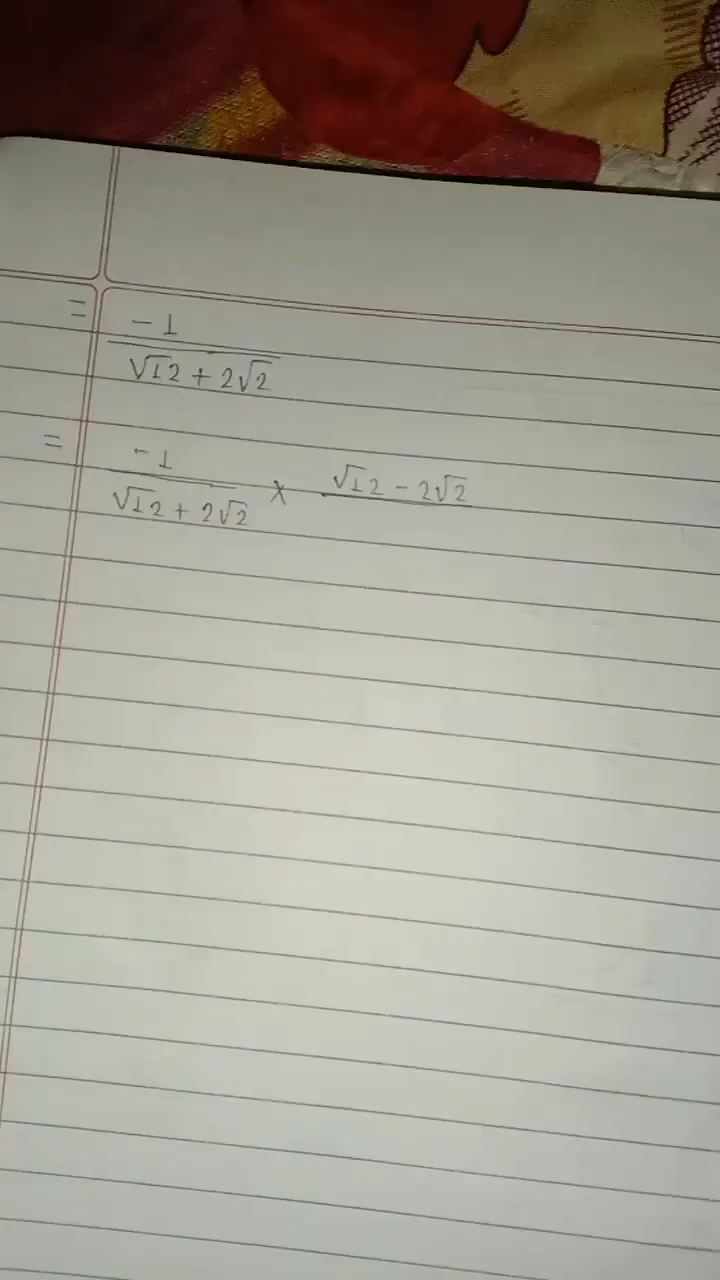 = -1 / √12 + 2√2
= -1 / √12 + 2√2 × √12 - 2√2